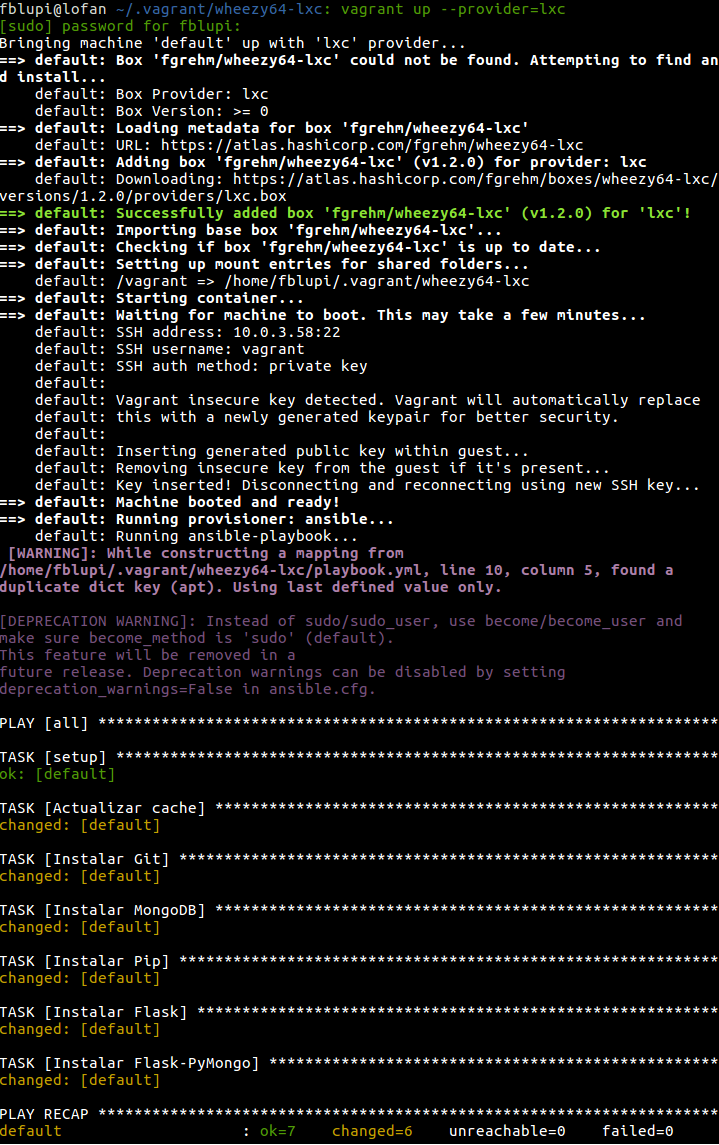 fblupi@lofan ~/.vagrant/wheezy64-lxc: vagrant up --provider=lxc
[sudo] password for fblupi:
Bringing machine 'default' up with 'lxc' provider...
==> default: Box 'fgrehm/wheezy64-lxc' could not be found. Attempting to find an
d install...
    default: Box Provider: lxc
    default: Box Version: >= 0
==> default: Loading metadata for box 'fgrehm/wheezy64-lxc'
    default: URL: https://atlas.hashicorp.com/fgrehm/wheezy64-lxc
==> default: Adding box 'fgrehm/wheezy64-lxc' (v1.2.0) for provider: lxc
    default: Downloading: https://atlas.hashicorp.com/fgrehm/boxes/wheezy64-lxc/
versions/1.2.0/providers/lxc.box
==> default: Successfully added box 'fgrehm/wheezy64-lxc' (v1.2.0) for 'lxc'!
==> default: Importing base box 'fgrehm/wheezy64-lxc'...
==> default: Checking if box 'fgrehm/wheezy64-lxc' is up to date...
==> default: Setting up mount entries for shared folders...
    default: /vagrant => /home/fblupi/.vagrant/wheezy64-lxc
==> default: Starting container...
==> default: Waiting for machine to boot. This may take a few minutes...
    default: SSH address: 10.0.3.58:22
    default: SSH username: vagrant
    default: SSH auth method: private key
    default:
    default: Vagrant insecure key detected. Vagrant will automatically replace
    default: this with a newly generated keypair for better security.
    default:
    default: Inserting generated public key within guest...
    default: Removing insecure key from the guest if it's present...
    default: Key inserted! Disconnecting and reconnecting using new SSH key...
==> default: Machine booted and ready!
==> default: Running provisioner: ansible...
    default: Running ansible-playbook...
 [WARNING]: While constructing a mapping from
/home/fblupi/.vagrant/wheezy64-lxc/playbook.yml, line 10, column 5, found a
duplicate dict key (apt). Using last defined value only.
[DEPRECATION WARNING]: Instead of sudo/sudo_user, use become/become_user and
make sure become_method is 'sudo' (default).
This feature will be removed in a
future release. Deprecation warnings can be disabled by setting
deprecation_warnings=False in ansible.cfg.
PLAY [all] *********************************************************************
TASK [setup] *******************************************************************
ok: [default]
TASK [Actualizar cache] ********************************************************
changed: [default]
TASK [Instalar Git] ************************************************************
changed: [default]
TASK [Instalar MongoDB] ********************************************************
changed: [default]
TASK [Instalar Pip] ************************************************************
changed: [default]
TASK [Instalar Flask] **********************************************************
changed: [default]
TASK [Instalar Flask-PyMongo] **************************************************
changed: [default]
PLAY RECAP *********************************************************************
default                    : ok=7    changed=6    unreachable=0    failed=0